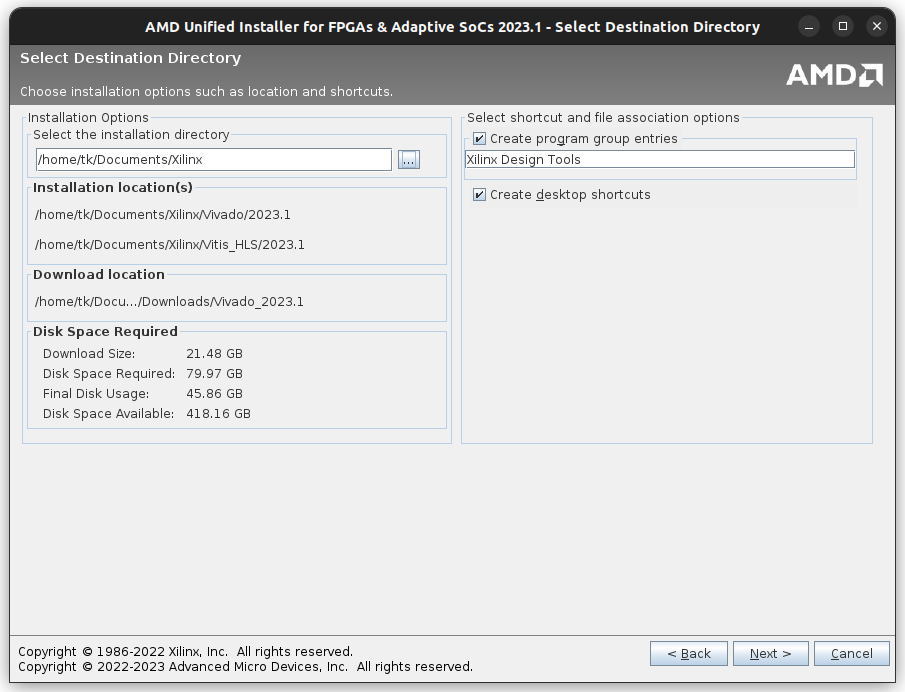 AMD Unified Installer for FPGAs & Adaptive SoCs 2023.1 - Select Destination Directory
Select Destination Directory
Choose installation options such as location and shortcuts.
AMD
Installation Options
Select the installation directory
/home/tk/Documents/Xilinx
...
Installation location(s)
/home/tk/Documents/Xilinx/Vivado/2023.1
/home/tk/Documents/Xilinx/Vitis_HLS/2023.1
Download location
/home/tk/Docu.../Downloads/Vivado_2023.1
Disk Space Required
Download Size: 21.48 GB
Disk Space Required: 79.97 GB
Final Disk Usage: 45.86 GB
Disk Space Available: 418.16 GB
Select shortcut and file association options
Create program group entries
Xilinx Design Tools
Create desktop shortcuts
Copyright © 1986-2022 Xilinx, Inc.  All rights reserved.
Copyright © 2022-2023 Advanced Micro Devices, Inc.  All rights reserved.
< Back
Next >
Cancel